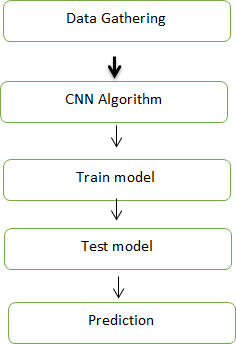 Data Gathering
CNN Algorithm
Train model
Test model
Prediction